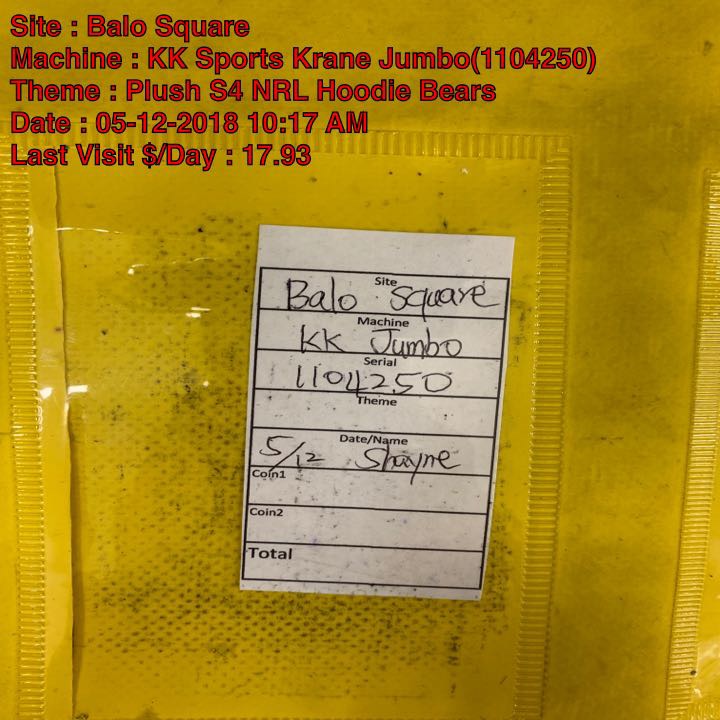 Site : Balo Square
Machine : KK Sports Krane Jumbo(1104250)
Theme : Plush S4 NRL Hoodie Bears
Date : 05-12-2018 10:17 AM
Last Visit $/Day : 17.93
Site
Balo Square
Machine
KK Jumbo
Serial
1104250
Theme
Date/Name
5/12 Shayne
Coin1
Coin2
Total